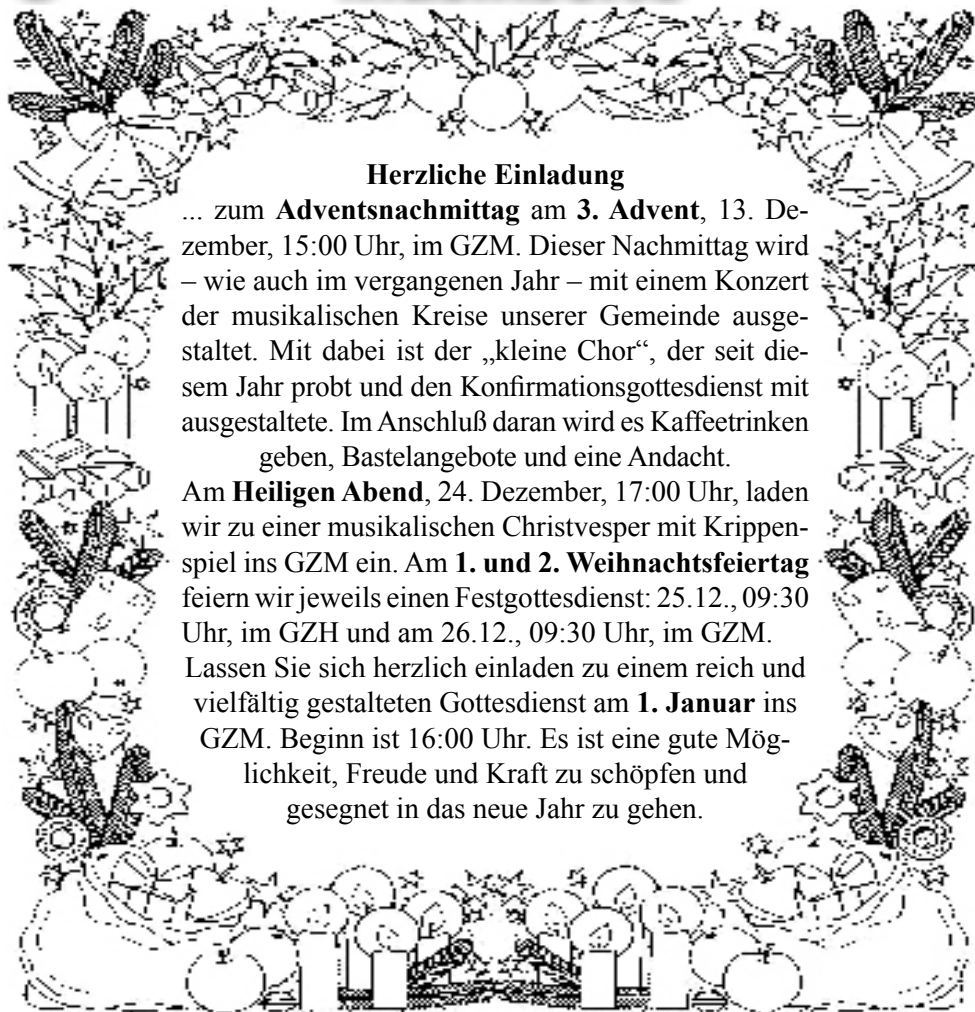 Herzliche Einladung
... zum Adventsnachmittag am 3. Advent, 13. De-
zember, 15:00 Uhr, im GZM. Dieser Nachmittag wird
– wie auch im vergangenen Jahr – mit einem Konzert
der musikalischen Kreise unserer Gemeinde ausge-
staltet. Mit dabei ist der „kleine Chor“, der seit die-
sem Jahr probt und den Konfirmationsgottesdienst mit
ausgestaltete. Im Anschluß daran wird es Kaffeetrinken
geben, Bastelangebote und eine Andacht.
Am Heiligen Abend, 24. Dezember, 17:00 Uhr, laden
wir zu einer musikalischen Christvesper mit Krippen-
spiel ins GZM ein. Am 1. und 2. Weihnachtsfeiertag
feiern wir jeweils einen Festgottesdienst: 25.12., 09:30
Uhr, im GZH und am 26.12., 09:30 Uhr, im GZM.
Lassen Sie sich herzlich einladen zu einem reich und
vielfältig gestalteten Gottesdienst am 1. Januar ins
GZM. Beginn ist 16:00 Uhr. Es ist eine gute Mög-
lichkeit, Freude und Kraft zu schöpfen und
gesegnet in das neue Jahr zu gehen.